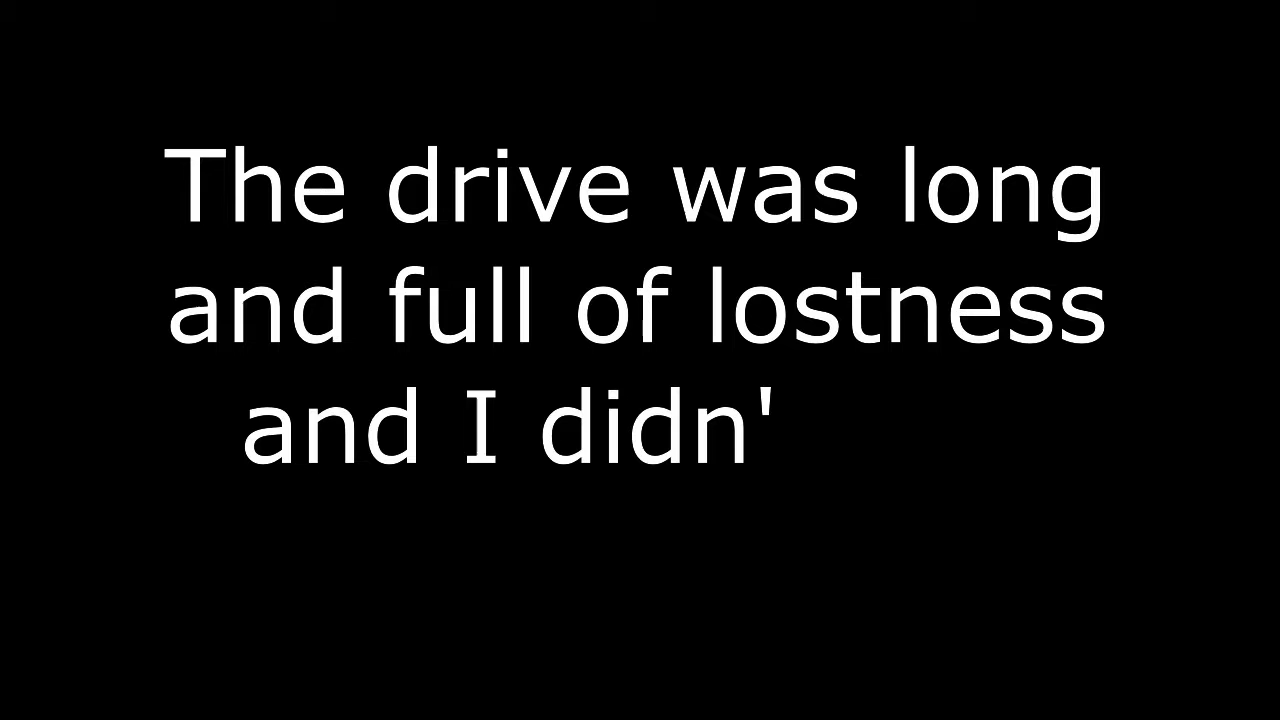 The drive was long
and full of lostness
and I didn'